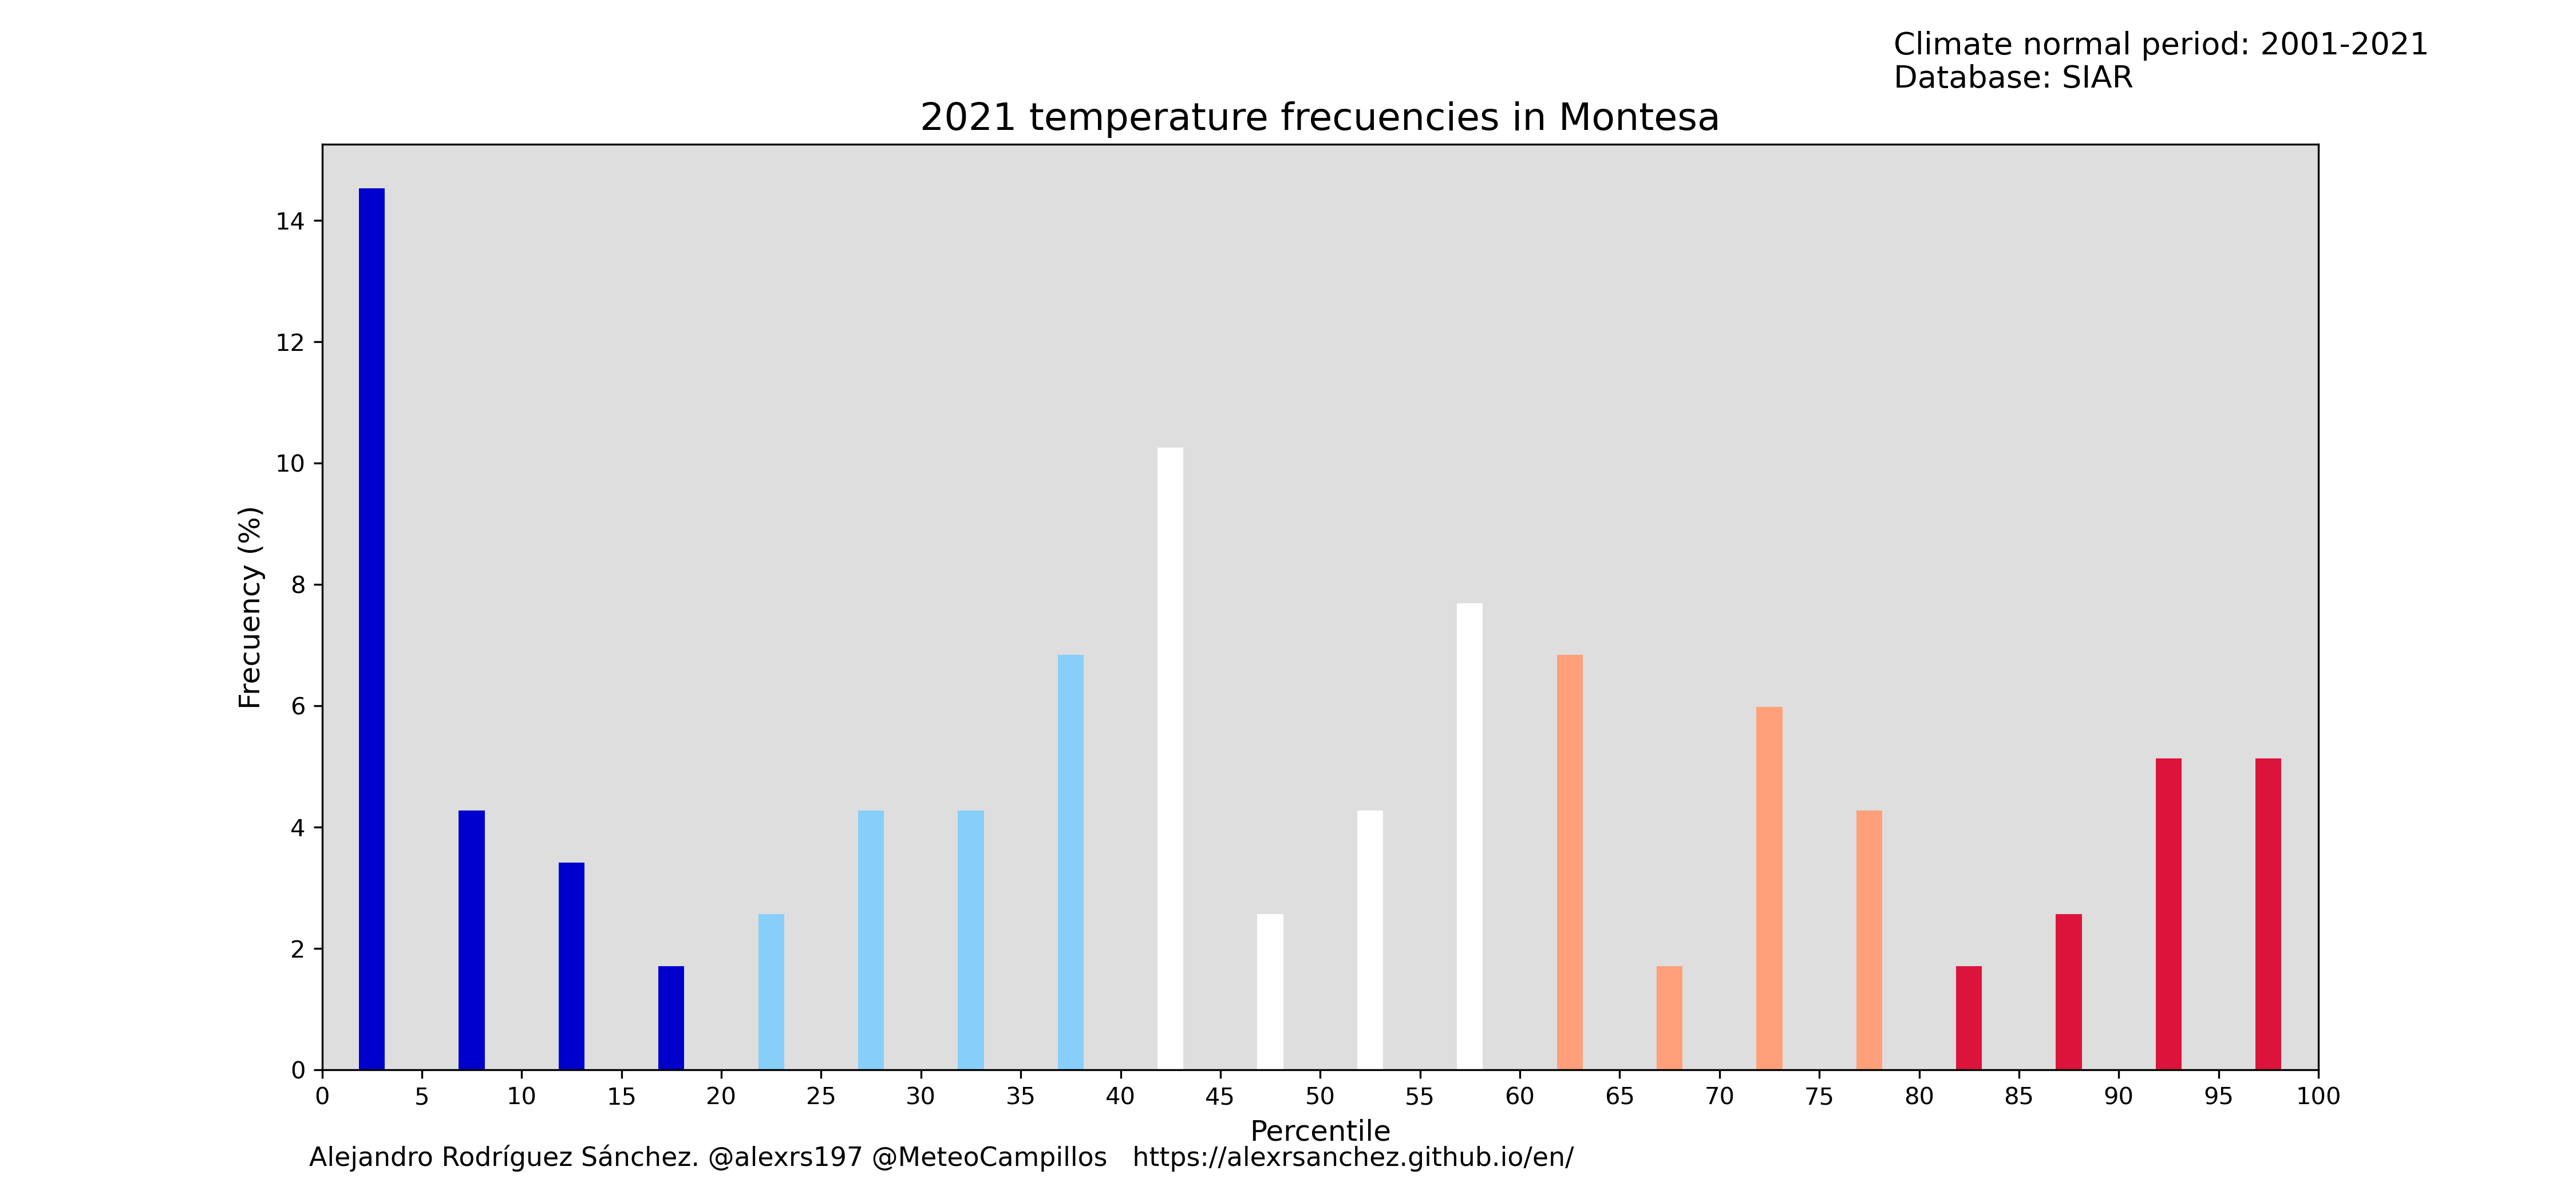 Climate normal period: 2001-2021
Database: SIAR
2021 temperature frecuencies in Montesa
14
12
10
8
6
4
2
0
Frecuency (%)
0 5 10 15 20 25 30 35 40 45 50 55 60 65 70 75 80 85 90 95 100
Percentile
Alejandro Rodríguez Sánchez. @alexrs197 @MeteoCampillos https://alexrsanchez.github.io/en/